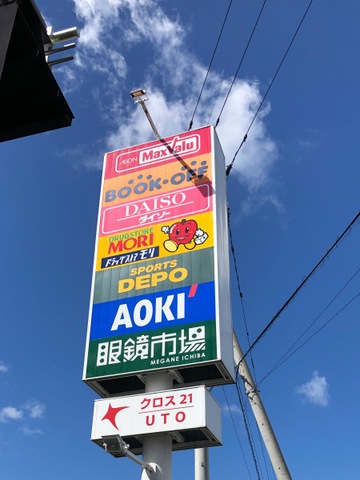 AEON MaxValu
BOOK-OFF
DAISO
ダイソー
DRUGSTORE
MORI
ドラッグストア モリ
SPORTS
DEPO
AOKI
眼鏡市場
MEGANE ICHIBA
クロス21
UTO